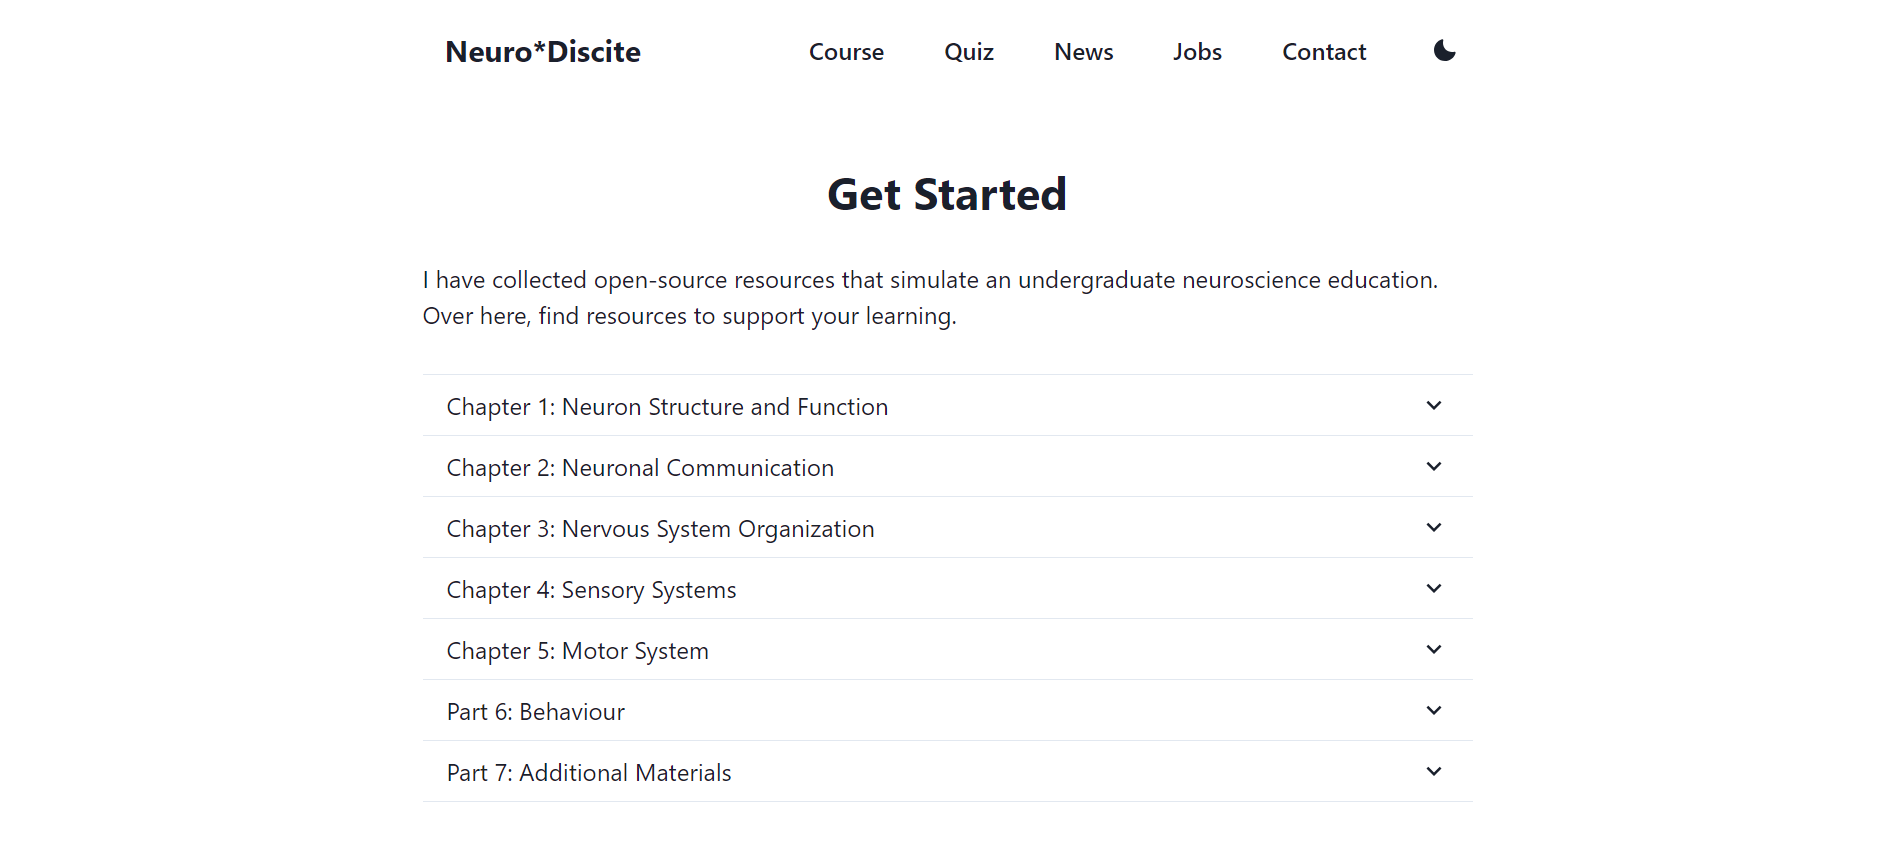 Neuro*Discite
Course
Quiz
News
Jobs
Contact
Get Started
I have collected open-source resources that simulate an undergraduate neuroscience education.
Over here, find resources to support your learning.
Chapter 1: Neuron Structure and Function
Chapter 2: Neuronal Communication
Chapter 3: Nervous System Organization
Chapter 4: Sensory Systems
Chapter 5: Motor System
Part 6: Behaviour
Part 7: Additional Materials